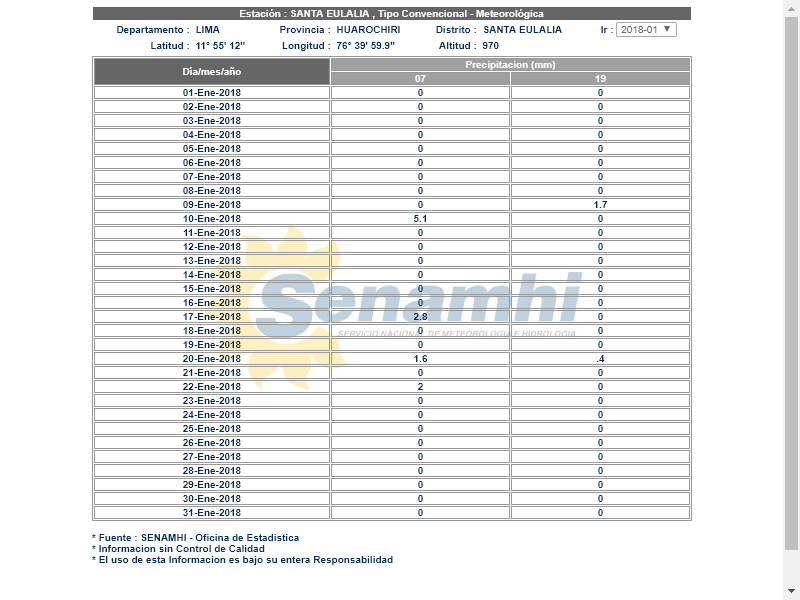 Estación : SANTA EULALIA , Tipo Convencional - Meteorológica
Departamento : LIMA Provincia : HUAROCHIRI Distrito : SANTA EULALIA Ir : 2018-01
Latitud : 11° 55' 12" Longitud : 76° 39' 59.9" Altitud : 970
Dia/mes/año Precipitacion (mm)
07 19
01-Ene-2018 0 0
02-Ene-2018 0 0
03-Ene-2018 0 0
04-Ene-2018 0 0
05-Ene-2018 0 0
06-Ene-2018 0 0
07-Ene-2018 0 0
08-Ene-2018 0 0
09-Ene-2018 0 1.7
10-Ene-2018 5.1 0
11-Ene-2018 0 0
12-Ene-2018 0 0
13-Ene-2018 0 0
14-Ene-2018 0 0
15-Ene-2018 0 0
16-Ene-2018 0 0
17-Ene-2018 2.8 0
18-Ene-2018 0 0
19-Ene-2018 0 0
20-Ene-2018 1.6 .4
21-Ene-2018 0 0
22-Ene-2018 2 0
23-Ene-2018 0 0
24-Ene-2018 0 0
25-Ene-2018 0 0
26-Ene-2018 0 0
27-Ene-2018 0 0
28-Ene-2018 0 0
29-Ene-2018 0 0
30-Ene-2018 0 0
31-Ene-2018 0 0
Senamhi
SERVICIO NACIONAL DE METEOROLOGIA E HIDROLOGIA
* Fuente : SENAMHI - Oficina de Estadistica
* Informacion sin Control de Calidad
* El uso de esta Informacion es bajo su entera Responsabilidad